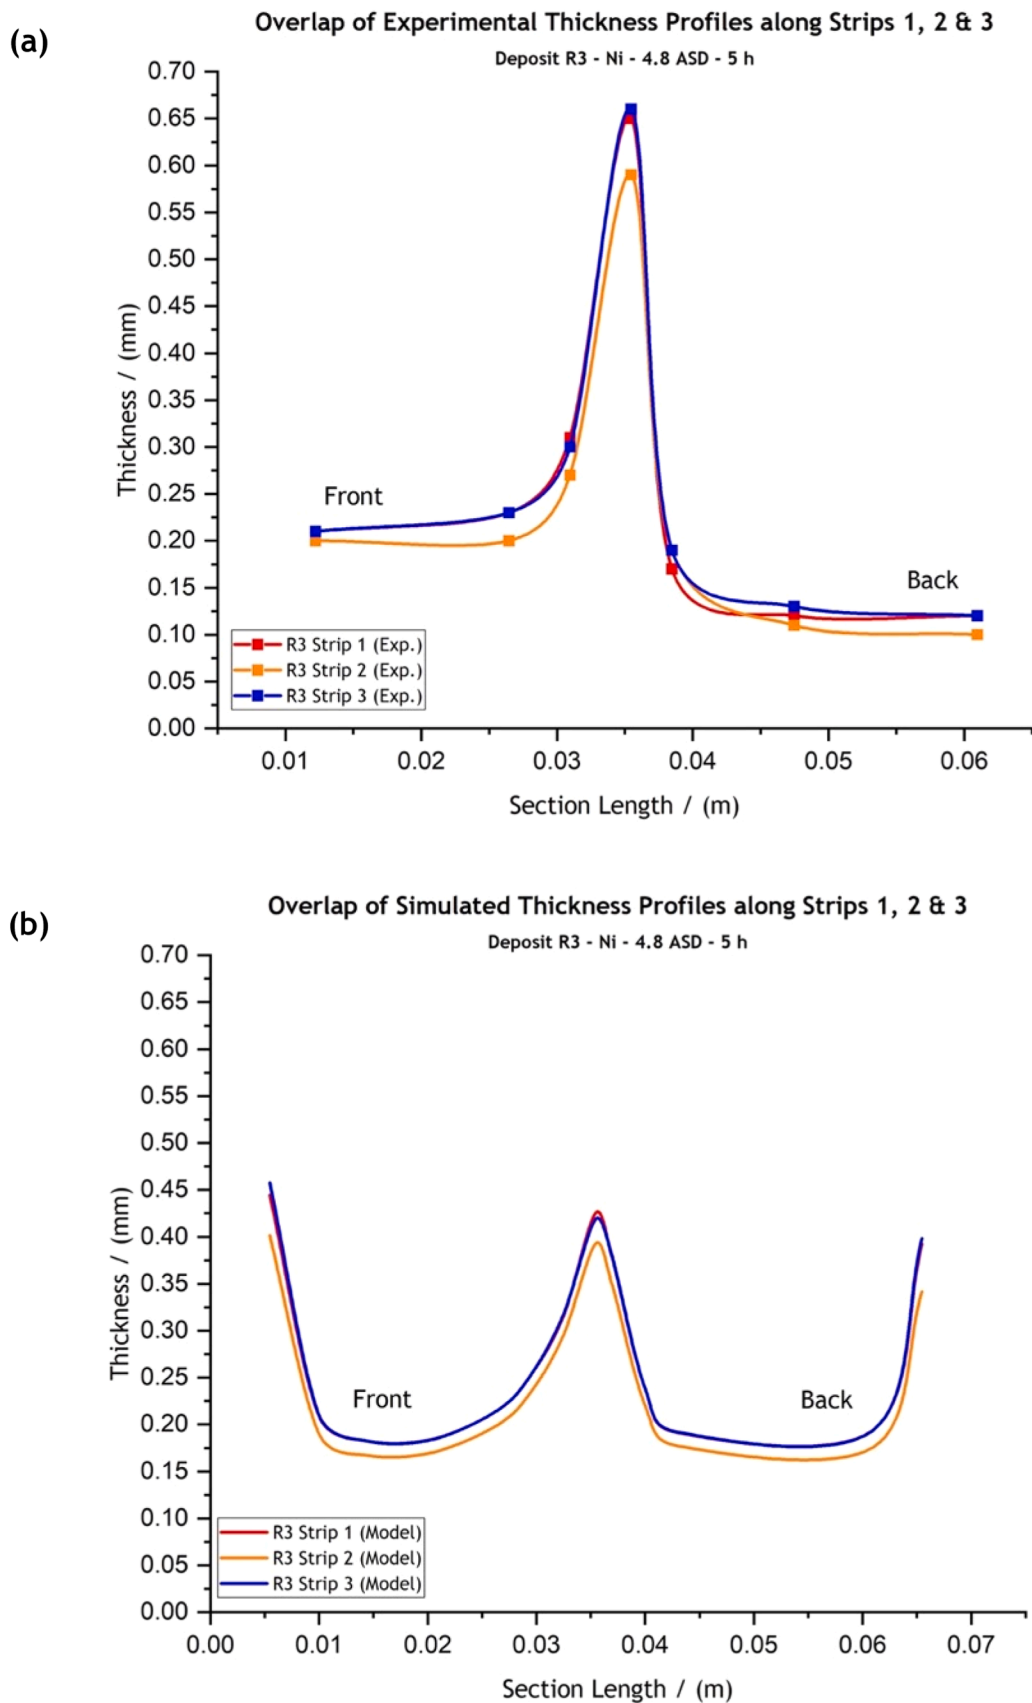 (a)
Overlap of Experimental Thickness Profiles along Strips 1, 2 & 3
Deposit R3 - Ni - 4.8 ASD - 5 h
0.70
0.65
0.60
0.55
0.50
0.45
0.40
0.35
0.30
0.25
0.20
0.15
0.10
0.05
0.00
Thickness / (mm)
Front
Back
R3 Strip 1 (Exp.)
R3 Strip 2 (Exp.)
R3 Strip 3 (Exp.)
0.01 0.02 0.03 0.04 0.05 0.06
Section Length / (m)
(b)
Overlap of Simulated Thickness Profiles along Strips 1, 2 & 3
Deposit R3 - Ni - 4.8 ASD - 5 h
0.70
0.65
0.60
0.55
0.50
0.45
0.40
0.35
0.30
0.25
0.20
0.15
0.10
0.05
0.00
Thickness / (mm)
Front
Back
R3 Strip 1 (Model)
R3 Strip 2 (Model)
R3 Strip 3 (Model)
0.00 0.01 0.02 0.03 0.04 0.05 0.06 0.07
Section Length / (m)